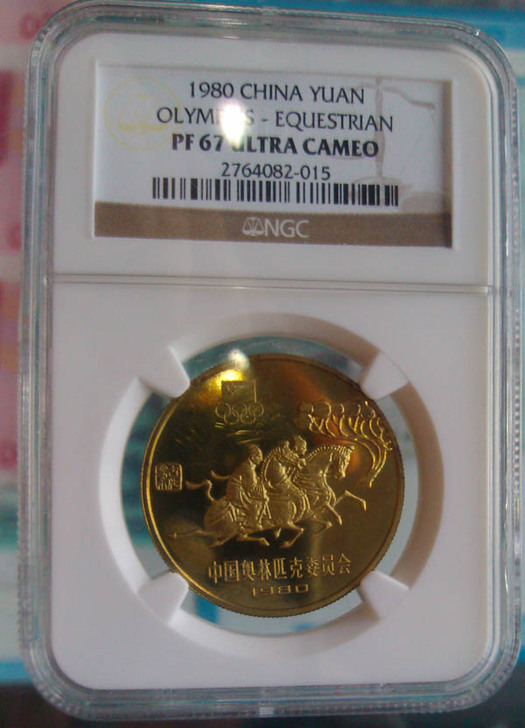 1980 CHINA YUAN
OLYMPICS - EQUESTRIAN
PF 67 ULTRA CAMEO
2764082-015
NGC
中国奥林匹克委员会
1980